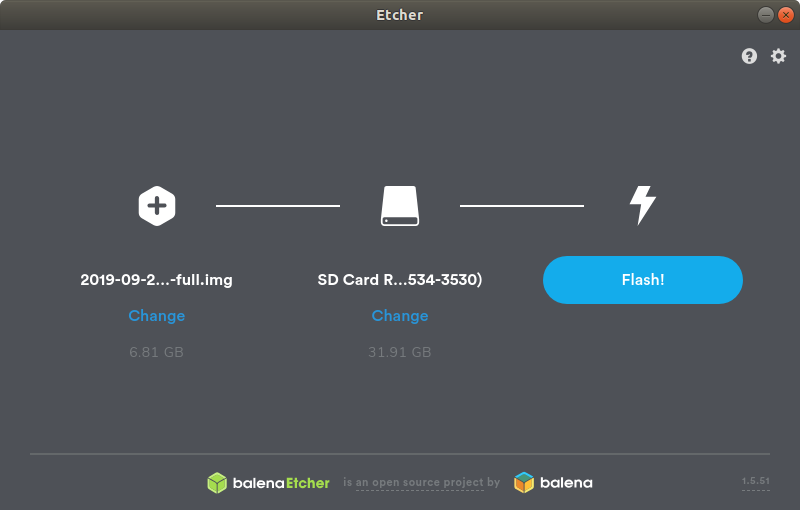 Etcher
2019-09-2...-full.img
SD Card R...534-3530)
Flash!
Change
Change
6.81 GB
31.91 GB
balenaEtcher is an open source project by balena
1.5.51